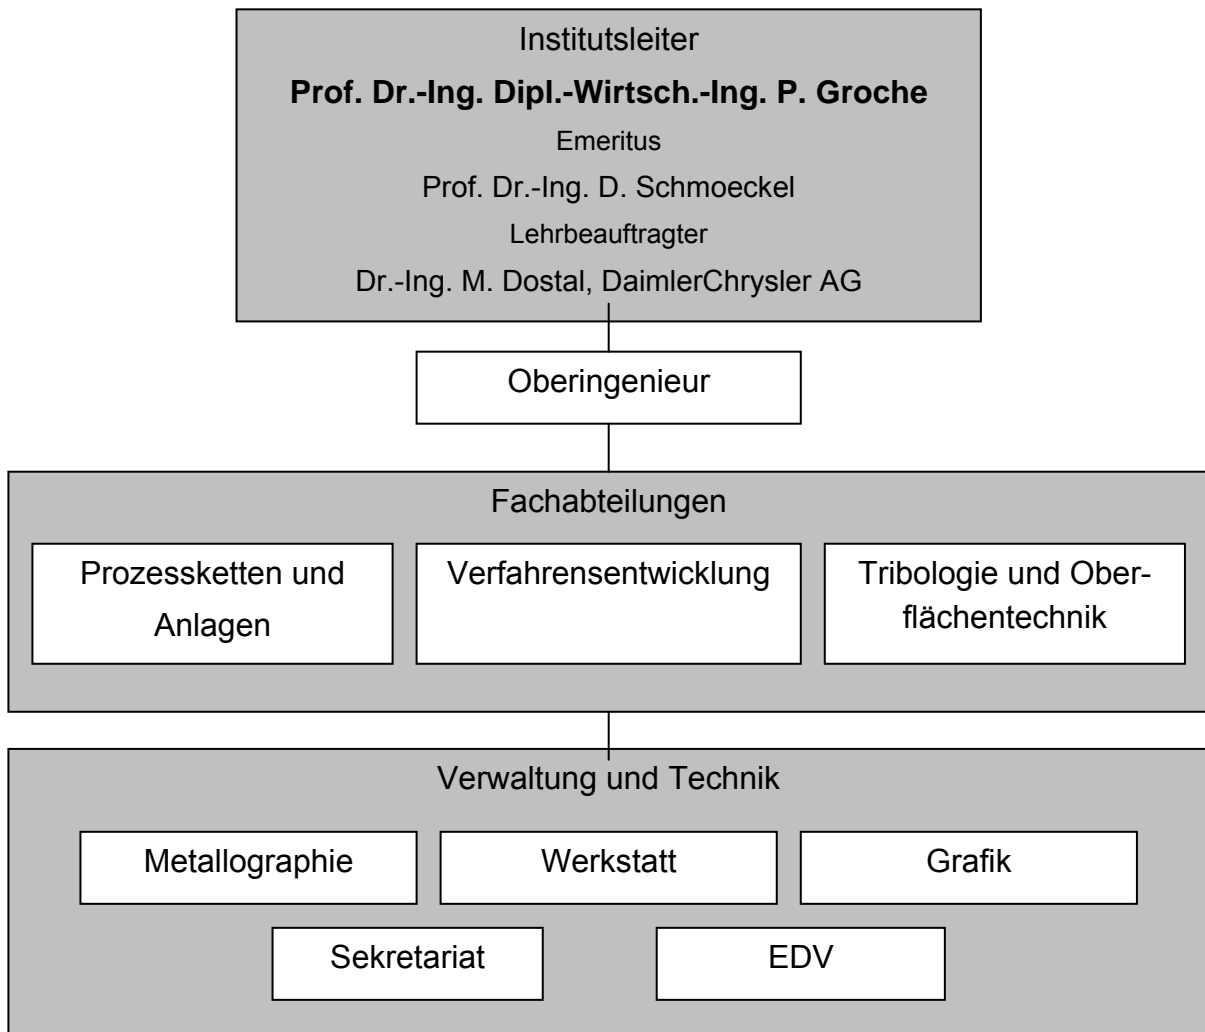 Institutsleiter
Prof. Dr.-Ing. Dipl.-Wirtsch.-Ing. P. Groche
Emeritus
Prof. Dr.-Ing. D. Schmoeckel
Lehrbeauftragter
Dr.-Ing. M. Dostal, DaimlerChrysler AG
Oberingenieur
Fachabteilungen
Prozessketten und
Anlagen
Verfahrensentwicklung
Tribologie und Ober-
flächentechnik
Verwaltung und Technik
Metallographie
Werkstatt
Grafik
Sekretariat
EDV